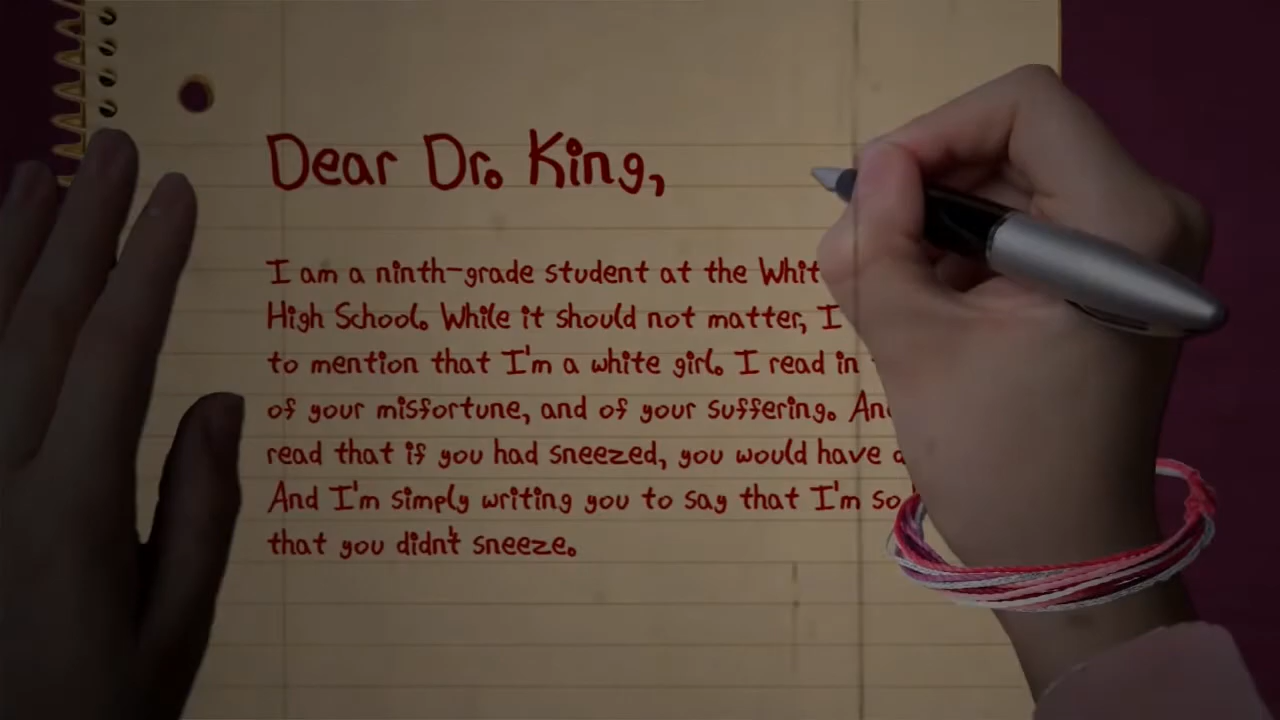 Dear Dr. King,
I am a ninth-grade student at the
High School. While it should not matter, I
to mention that I'm a white girl. I read in
of your misfortune, and of your suffering.
read that if you had sneezed, you would have
And I'm simply writing you to say that I'm so
that you didn't sneeze.